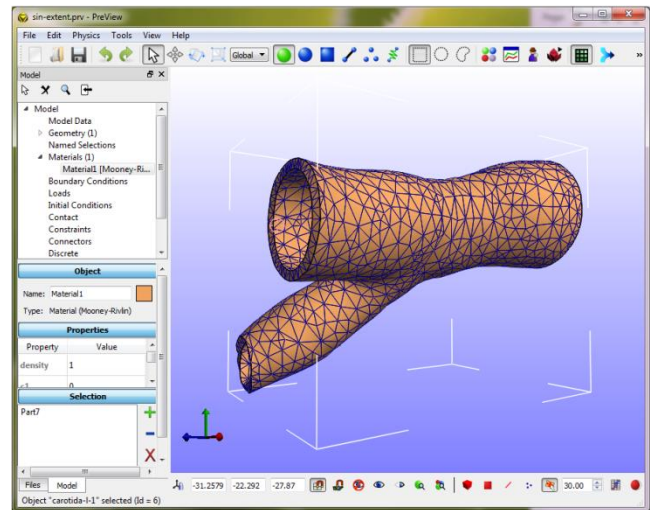 sin-extent.prv - PreView
File Edit Physics Tools View Help
Global
»
Model
Model
Model Data
Geometry (1)
Named Selections
Materials (1)
Material1 [Mooney-Ri...
Boundary Conditions
Loads
Initial Conditions
Contact
Constraints
Connectors
Discrete
Object
Name: Material1
Type: Material (Mooney-Rivlin)
Properties
Property Value
density 1
c1 0
Selection
Part7
Files Model
-31.2579 -22.292 -27.87 30.00
Object "carotida-l-1" selected (Id = 6)